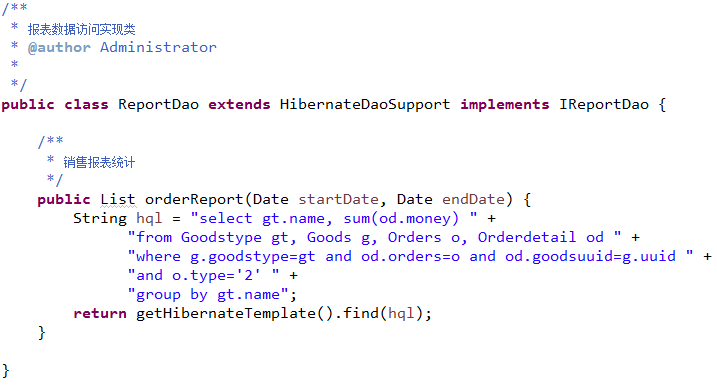 /**
 * 报表数据访问实现类
 * @author Administrator
 *
 */
public class ReportDao extends HibernateDaoSupport implements IReportDao {
    /**
     * 销售报表统计
     */
    public List orderReport(Date startDate, Date endDate) {
        String hql = "select gt.name, sum(od.money) " +
              "from Goodstype gt, Goods g, Orders o, Orderdetail od " +
              "where g.goodstype=gt and od.orders=o and od.goodsuuid=g.uuid " +
              "and o.type='2' " +
              "group by gt.name";
        return getHibernateTemplate().find(hql);
    }
}